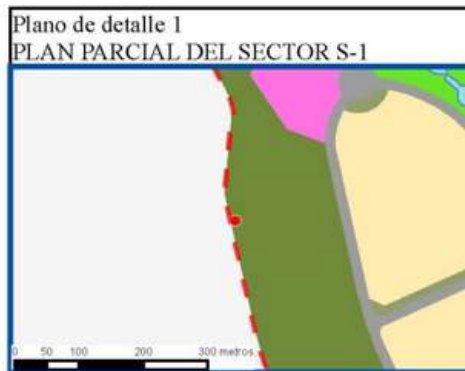 Plano de detalle 1
PLAN PARCIAL DEL SECTOR S-1
0 50 100 200 300 metros